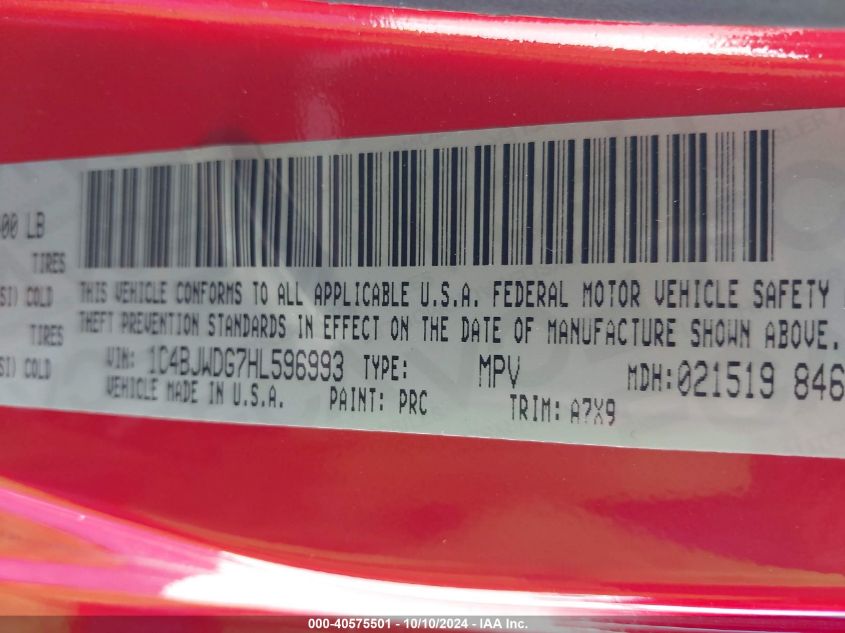 00 LB
TIRES
SI) COLD
TIRES
SI) COLD
THIS VEHICLE CONFORMS TO ALL APPLICABLE U.S.A. FEDERAL MOTOR VEHICLE SAFETY
THEFT PREVENTION STANDARDS IN EFFECT ON THE DATE OF MANUFACTURE SHOWN ABOVE.
VIN: 1C4BJWDG7HL596993 TYPE: MPV MDH:021519 846
VEHICLE MADE IN U.S.A. PAINT: PRC TRIM: A7X9
000-40575501 - 10/10/2024 - IAA Inc.